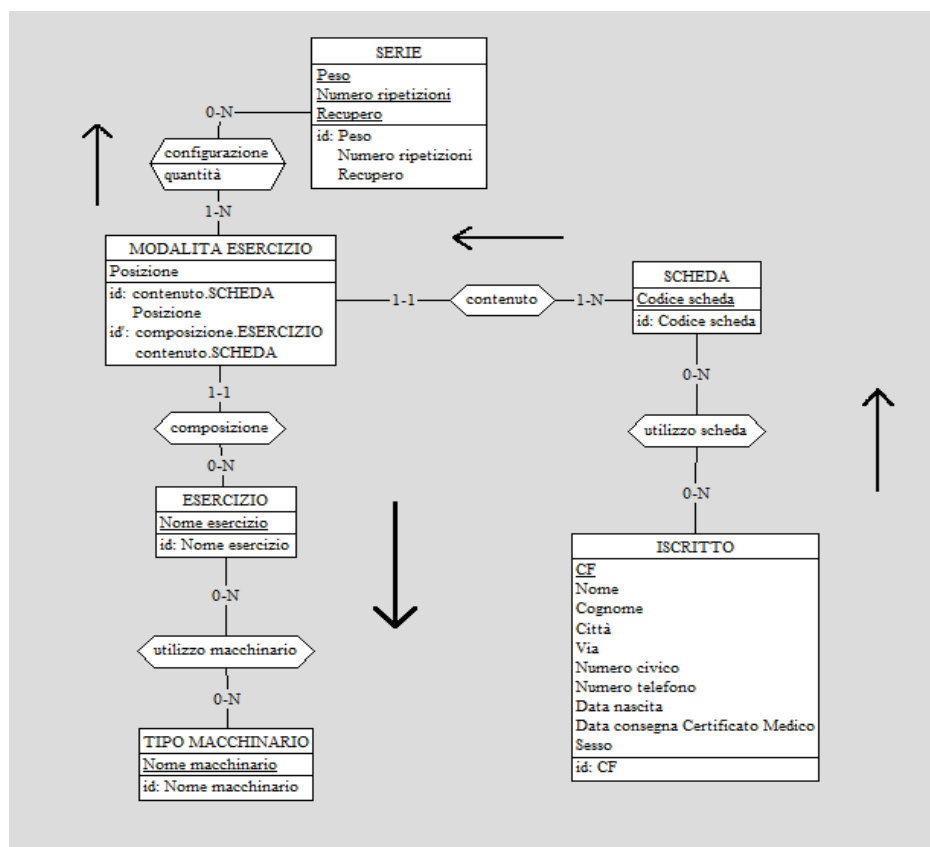 SERIE
Peso
Numero ripetizioni
Recupero
id: Peso
Numero ripetizioni
Recupero
0-N
configurazione
quantità
1-N
MODALITA ESERCIZIO
Posizione
id: contenuto.SCHEDA
Posizione
id': composizione.ESERCIZIO
contenuto.SCHEDA
1-1
contenuto
1-N
SCHEDA
Codice scheda
id: Codice scheda
1-1
composizione
0-N
ESERCIZIO
Nome esercizio
id: Nome esercizio
0-N
utilizzo macchinario
0-N
TIPO MACCHINARIO
Nome macchinario
id: Nome macchinario
0-N
utilizzo scheda
0-N
ISCRITTO
CF
Nome
Cognome
Città
Via
Numero civico
Numero telefono
Data nascita
Data consegna Certificato Medico
Sesso
id: CF